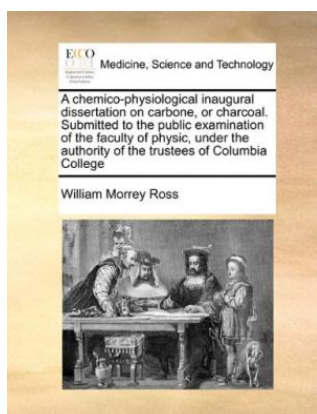 ECCO
Medicine, Science and Technology
A chemico-physiological inaugural
dissertation on carbone, or charcoal.
Submitted to the public examination
of the faculty of physic, under the
authority of the trustees of Columbia
College
William Morrey Ross